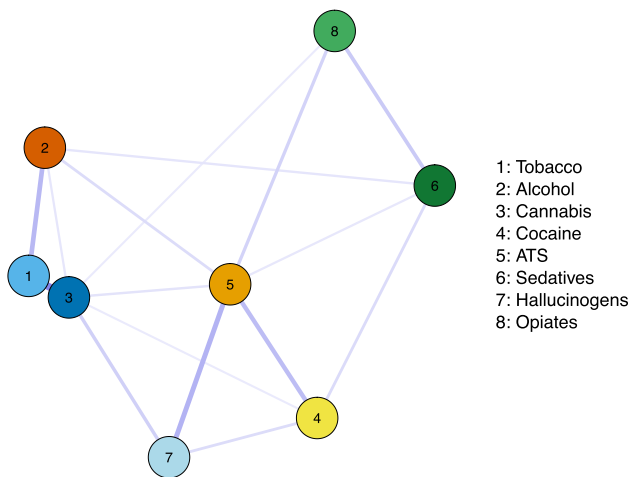 8
2
6
1
3
5
4
7
1: Tobacco
2: Alcohol
3: Cannabis
4: Cocaine
5: ATS
6: Sedatives
7: Hallucinogens
8: Opiates